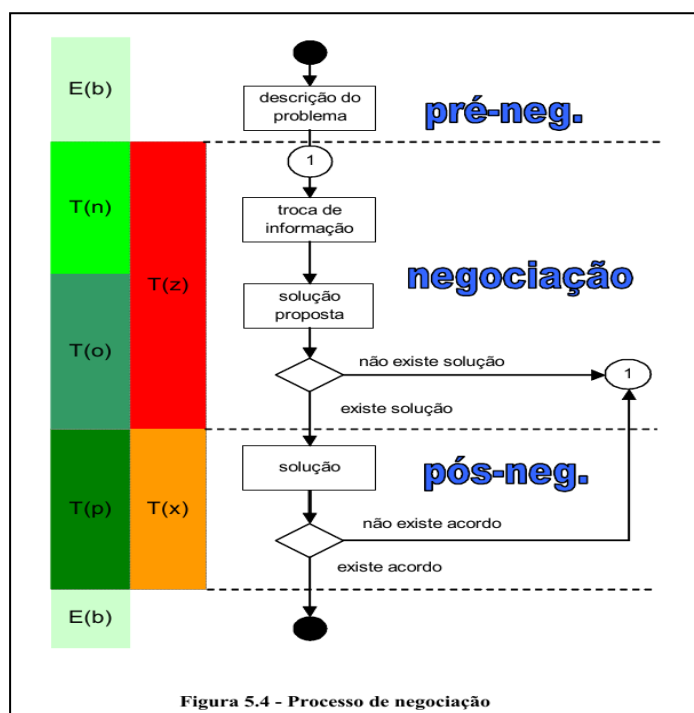 E(b)
descrição do
problema
pré-neg.
1
T(n)
troca de
informação
T(z)
negociação
solução
proposta
T(o)
não existe solução
1
existe solução
solução
pós-neg.
T(p)
T(x)
não existe acordo
existe acordo
E(b)
Figura 5.4 - Processo de negociação